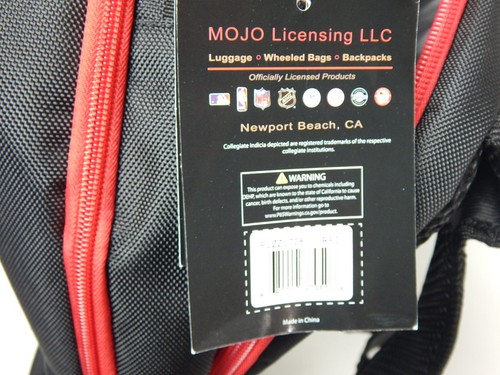 MOJO Licensing LLC
Luggage Wheeled Bags Backpacks
Officially Licensed Products
Newport Beach, CA
Collegiate indicia depicted are registered trademarks of the respective
collegiate institutions.
WARNING
This product can expose you to chemicals including
DEHP, which are known to the state of California to cause
cancer, birth defects, and/or other reproductive harm.
For more information go to
www.P65Warnings.ca.gov/product.
Made in China